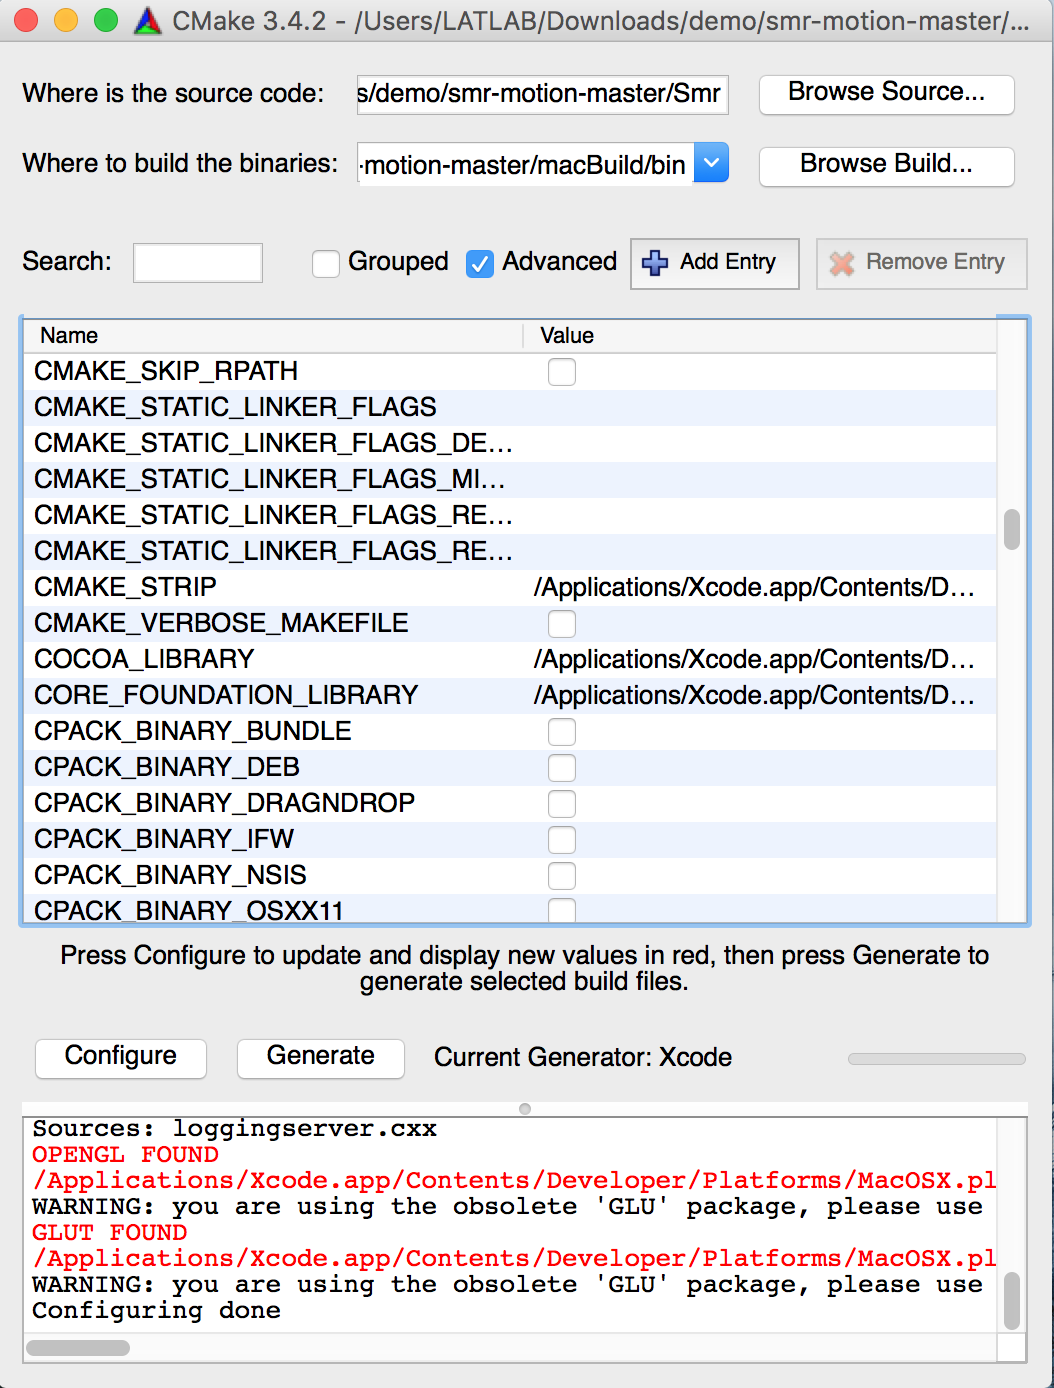 CMake 3.4.2 - /Users/LATLAB/Downloads/demo/smr-motion-master/...
Where is the source code: s/demo/smr-motion-master/Smr Browse Source...
Where to build the binaries: -motion-master/macBuild/bin Browse Build...
Search: Grouped Advanced Add Entry Remove Entry
Name Value
CMAKE_SKIP_RPATH
CMAKE_STATIC_LINKER_FLAGS
CMAKE_STATIC_LINKER_FLAGS_DE...
CMAKE_STATIC_LINKER_FLAGS_MI...
CMAKE_STATIC_LINKER_FLAGS_RE...
CMAKE_STATIC_LINKER_FLAGS_RE...
CMAKE_STRIP /Applications/Xcode.app/Contents/D...
CMAKE_VERBOSE_MAKEFILE
COCOA_LIBRARY /Applications/Xcode.app/Contents/D...
CORE_FOUNDATION_LIBRARY /Applications/Xcode.app/Contents/D...
CPACK_BINARY_BUNDLE
CPACK_BINARY_DEB
CPACK_BINARY_DRAGNDROP
CPACK_BINARY_IFW
CPACK_BINARY_NSIS
CPACK_BINARY_OSXX11
Press Configure to update and display new values in red, then press Generate to
generate selected build files.
Configure Generate Current Generator: Xcode
Sources: loggingserver.cxx
OPENGL FOUND
/Applications/Xcode.app/Contents/Developer/Platforms/MacOSX.pl
WARNING: you are using the obsolete 'GLU' package, please use
GLUT FOUND
/Applications/Xcode.app/Contents/Developer/Platforms/MacOSX.pl
WARNING: you are using the obsolete 'GLU' package, please use
Configuring done